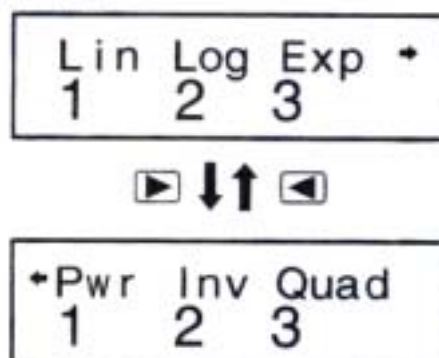 Lin Log Exp →
1 2 3
▶ ↓↑ ◀
←Pwr Inv Quad
1 2 3